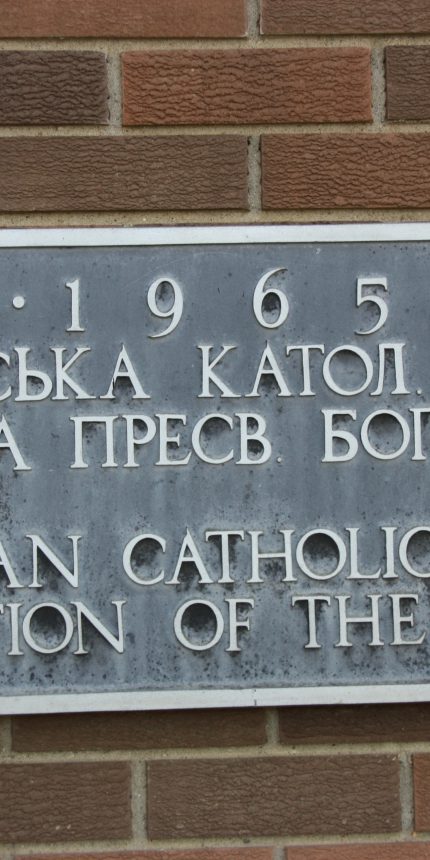 · 1965
СЬКА КАТОЛ.
А ПРЕСВ. БОГ
AN CATHOLIC
TION OF THE